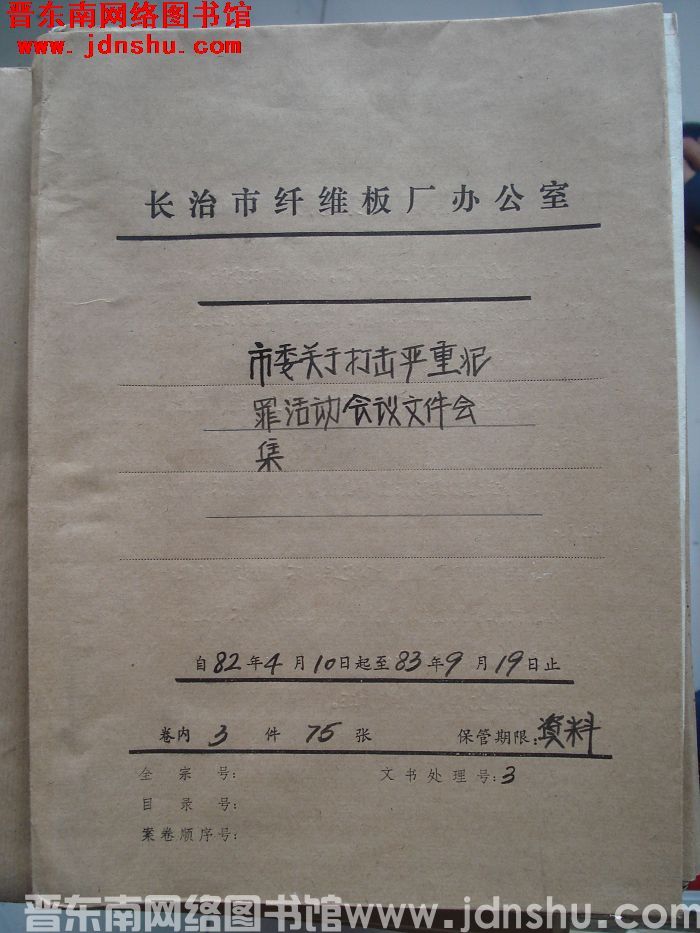 晋东南网络图书馆
www.jdnshu.com
长治市纤维板厂办公室
市委关于打击严重犯
罪活动会议文件会
集
自82年4月10日起至83年9月19日止
卷内 3 件 75 张 保管期限:资料
全宗号: 文书处理号:3
目录号:
案卷顺序号:
晋东南网络图书馆www.jdnshu.com